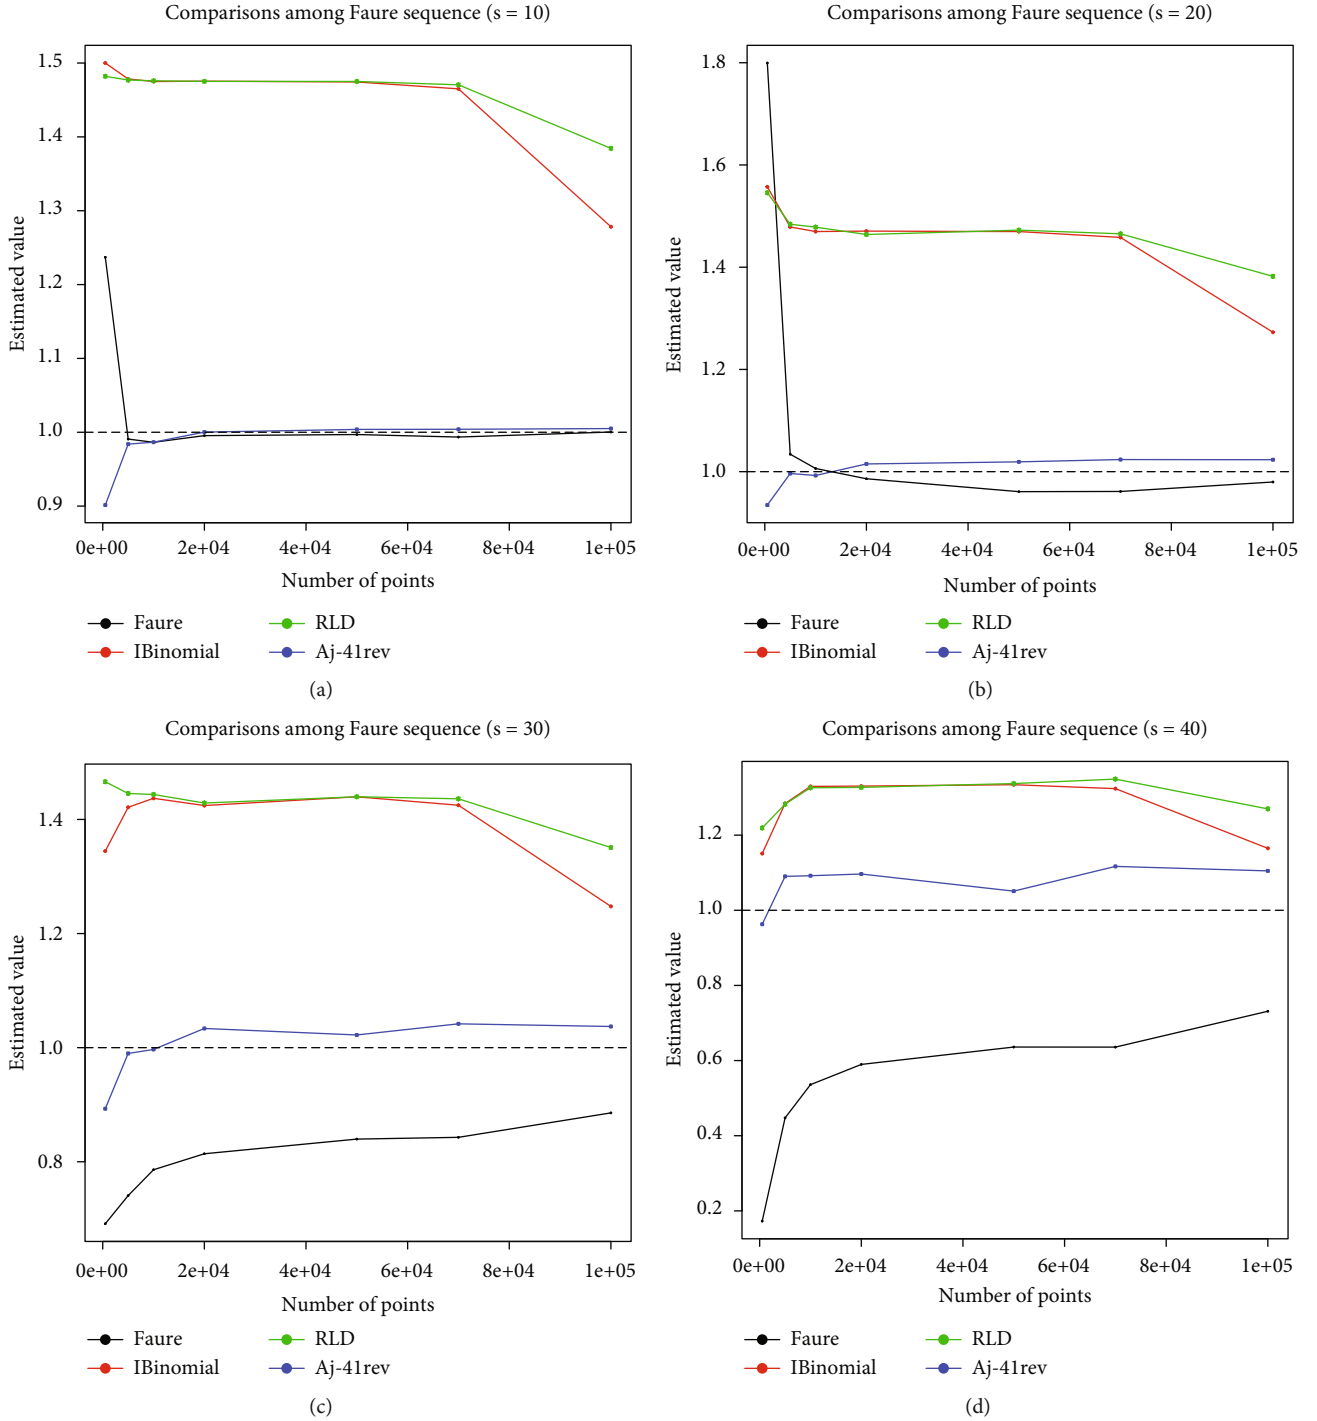 Comparisons among Faure sequence (s = 10)
Estimated value
1.5
1.4
1.3
1.2
1.1
1.0
0.9
0e+00 2e+04 4e+04 6e+04 8e+04 1e+05
Number of points
Faure RLD
IBinomial Aj-41rev
(a)
Comparisons among Faure sequence (s = 20)
Estimated value
1.8
1.6
1.4
1.2
1.0
0e+00 2e+04 4e+04 6e+04 8e+04 1e+05
Number of points
Faure RLD
IBinomial Aj-41rev
(b)
Comparisons among Faure sequence (s = 30)
Estimated value
1.4
1.2
1.0
0.8
0e+00 2e+04 4e+04 6e+04 8e+04 1e+05
Number of points
Faure RLD
IBinomial Aj-41rev
(c)
Comparisons among Faure sequence (s = 40)
Estimated value
1.2
1.0
0.8
0.6
0.4
0.2
0e+00 2e+04 4e+04 6e+04 8e+04 1e+05
Number of points
Faure RLD
IBinomial Aj-41rev
(d)